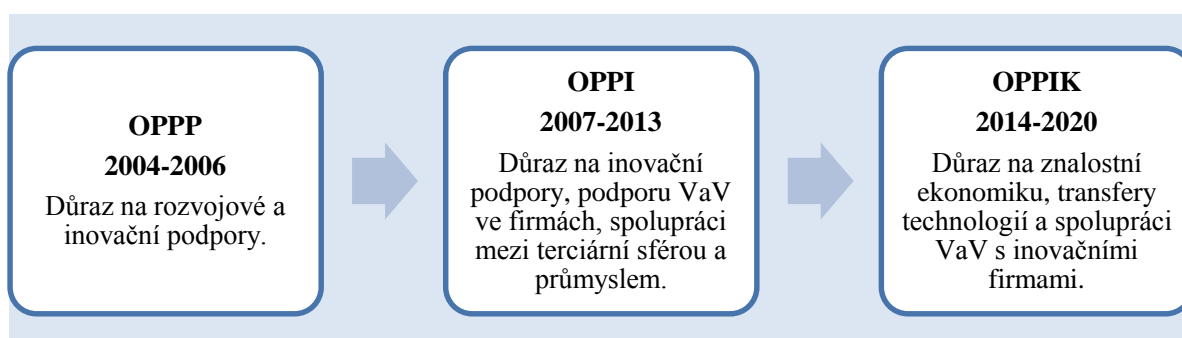 OPPP
2004-2006
Důraz na rozvojové a
inovační podpory.
OPPI
2007-2013
Důraz na inovační
podpory, podporu VaV
ve firmách, spolupráci
mezi terciární sférou a
průmyslem.
OPPIK
2014-2020
Důraz na znalostní
ekonomiku, transfery
technologií a spolupráci
VaV s inovačními
firmami.